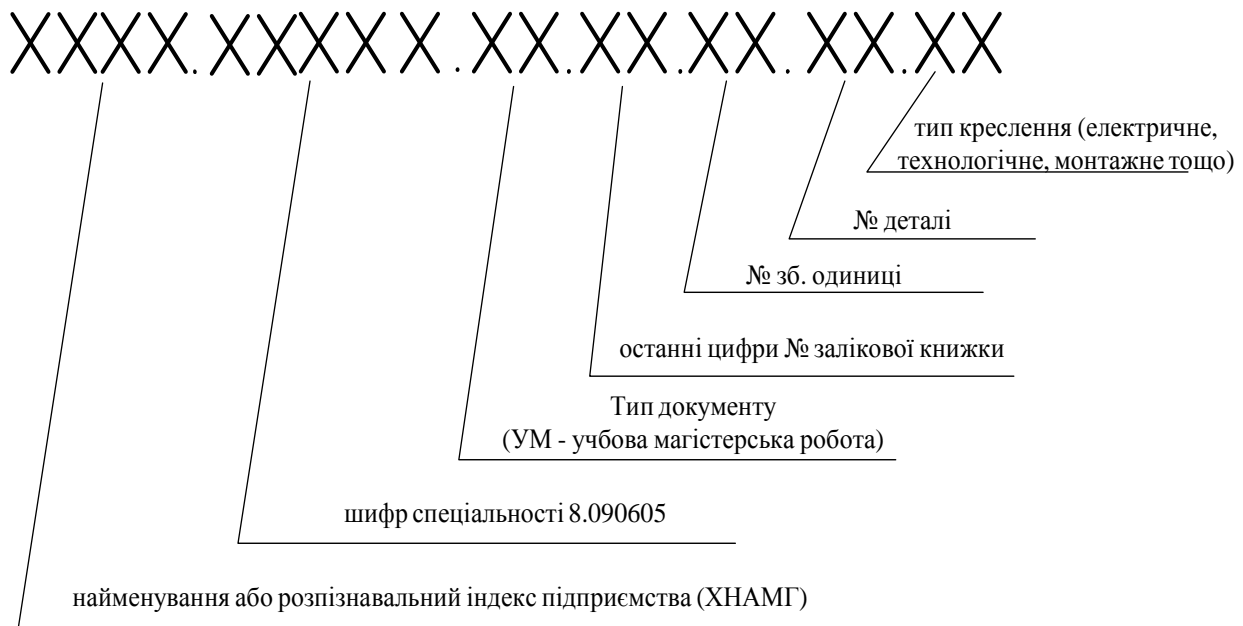 XXXX. XXXXX.XX.XX.XX.XX.XX
тип креслення (електричне,
технологічне, монтажне тощо)
№ деталі
№ зб. одиниці
останні цифри № залікової книжки
Тип документу
(УМ - учбова магістерська робота)
шифр спеціальності 8.090605
найменування або розпізнавальний індекс підприємства (ХНАМГ)